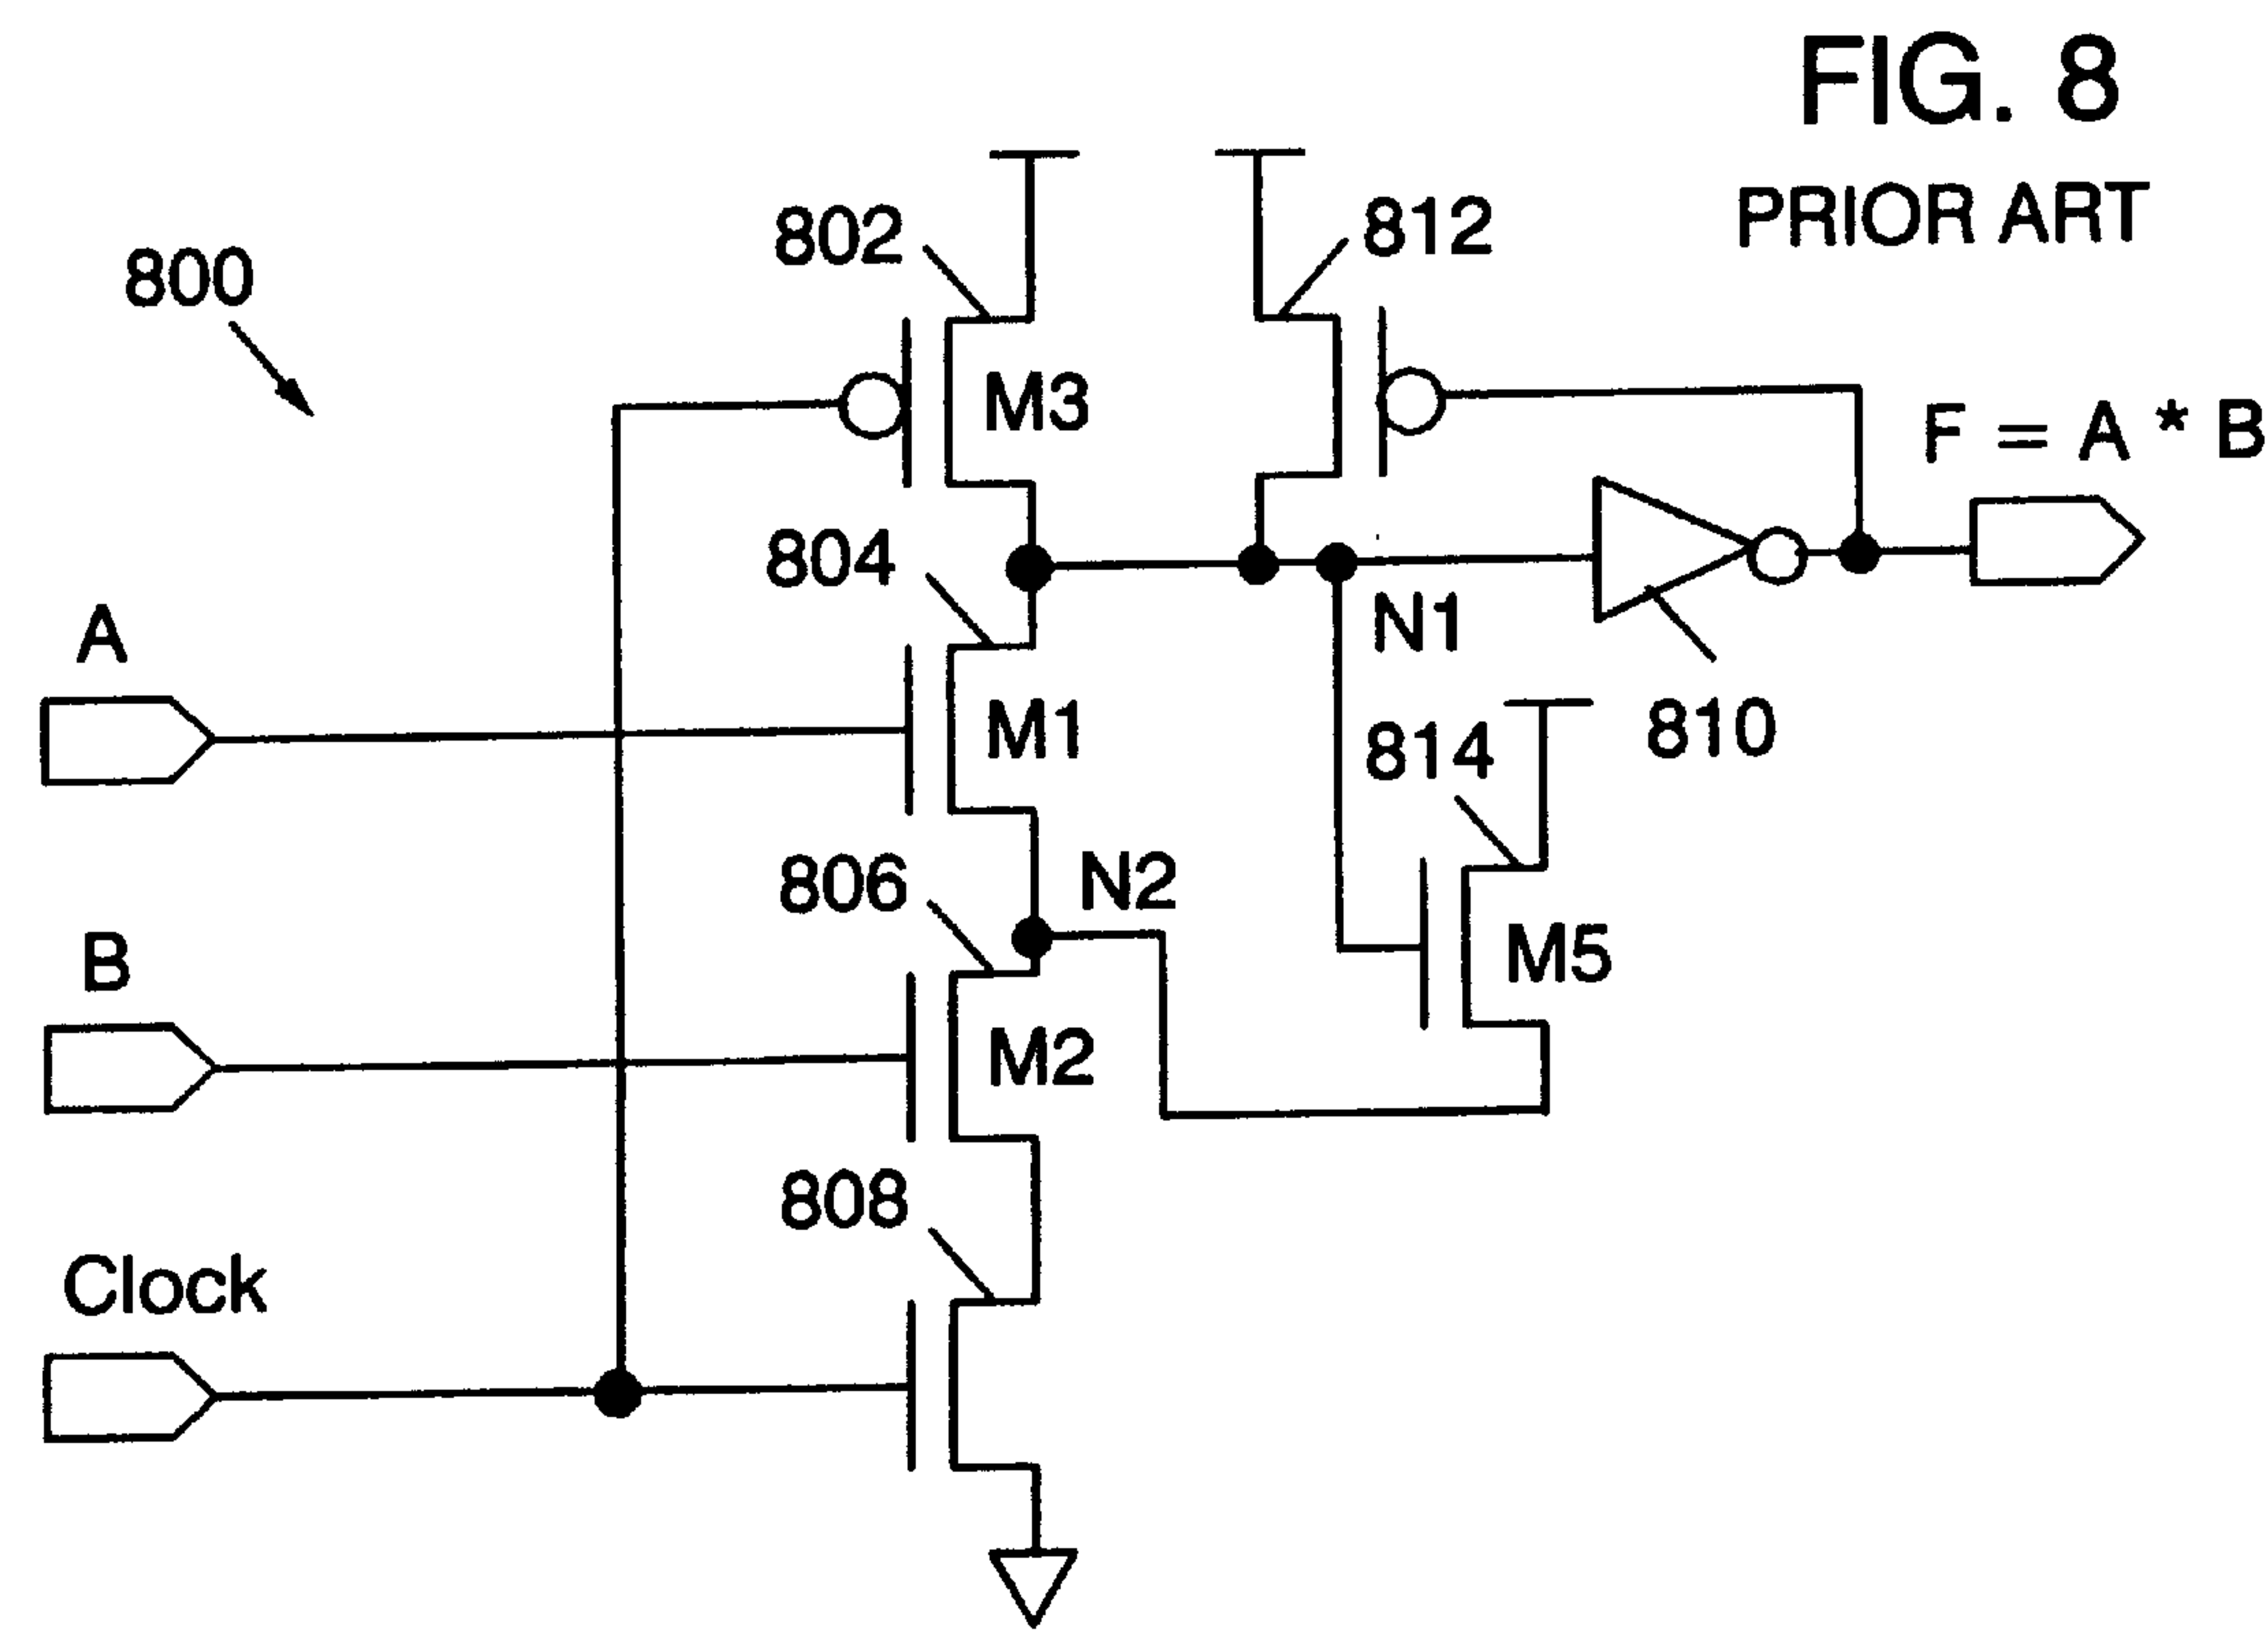 FIG. 8
PRIOR ART
800
802
812
M3
F = A * B
804
A
N1
M1
814
810
806
N2
B
M5
M2
808
Clock